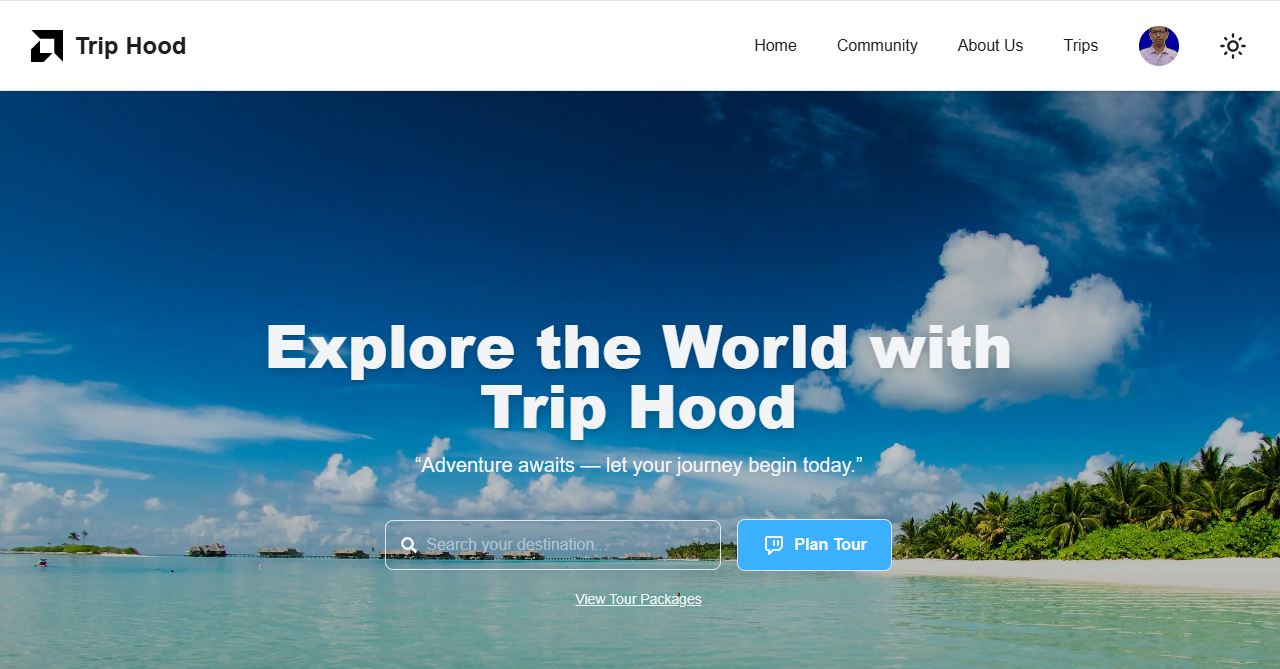 Trip Hood
Home
Community
About Us
Trips
Explore the World with
Trip Hood
“Adventure awaits — let your journey begin today.”
Search your destination...
Plan Tour
View Tour Packages